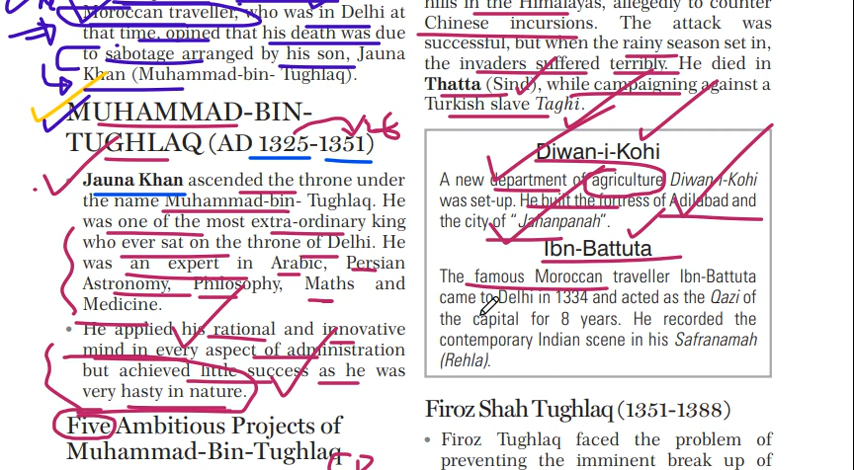 Moroccan traveller, who was in Delhi at
that time, opined that his death was due
to sabotage arranged by his son, Jauna
Khan (Muhammad-bin- Tughlaq).
MUHAMMAD-BIN-
TUGHLAQ (AD 1325-1351)
Jauna Khan ascended the throne under
the name Muhammad-bin- Tughlaq. He
was one of the most extra-ordinary king
who ever sat on the throne of Delhi. He
was an expert in Arabic, Persian
Astronomy, Philosophy, Maths and
Medicine.
• He applied his rational and innovative
mind in every aspect of administration
but achieved little success as he was
very hasty in nature.
Five Ambitious Projects of
Muhammad-Bin-Tughlaq
hills in the Himalayas, allegedly to counter
Chinese incursions. The attack was
successful, but when the rainy season set in,
the invaders suffered terribly. He died in
Thatta (Sind), while campaigning against a
Turkish slave Taghi.
Diwan-i-Kohi
A new department of agriculture Diwan-i-Kohi
was set-up. He built the fortress of Adilabad and
the city of "Jahanpanah".
Ibn-Battuta
The famous Moroccan traveller Ibn-Battuta
came to Delhi in 1334 and acted as the Qazi of
the capital for 8 years. He recorded the
contemporary Indian scene in his Safranamah
(Rehla).
Firoz Shah Tughlaq (1351-1388)
• Firoz Tughlaq faced the problem of
preventing the imminent break up of